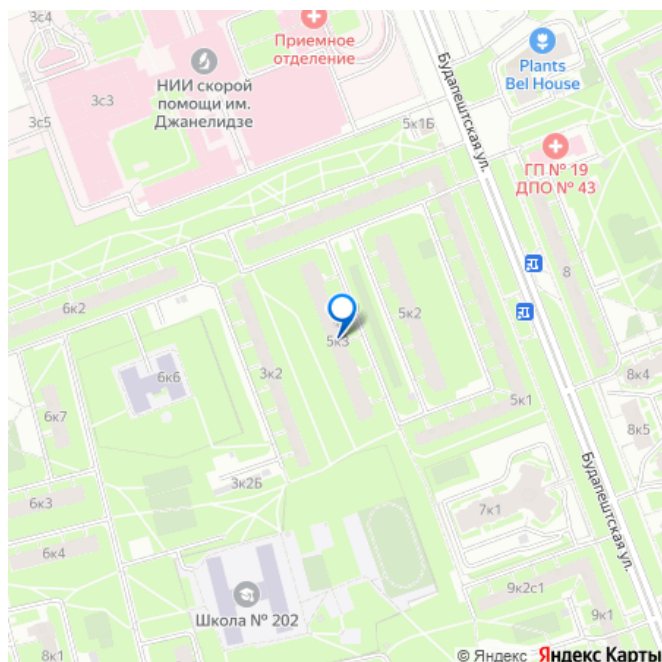 3с4
Приемное
отделение
НИИ скорой
помощи им.
Джанелидзе
3с3
3с5
Plants
Bel House
Будапештская ул.
5к1Б
ГП № 19
ДПО № 43
6к2
5к2
8
5к3
3к2
6к6
8к4
6к7
5к1
8к5
3к2Б
7к1
6к3
Будапештская ул.
6к4
9к2с1
Школа № 202
9к1
8к1
© Яндекс Яндекс Карты